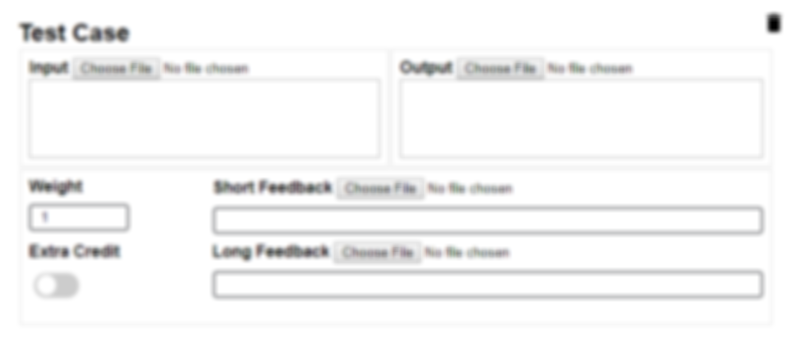 Test Case
Input Choose File No file chosen
Output Choose File No file chosen
Weight
1
Short Feedback Choose File No file chosen
Extra Credit
Long Feedback Choose File No file chosen